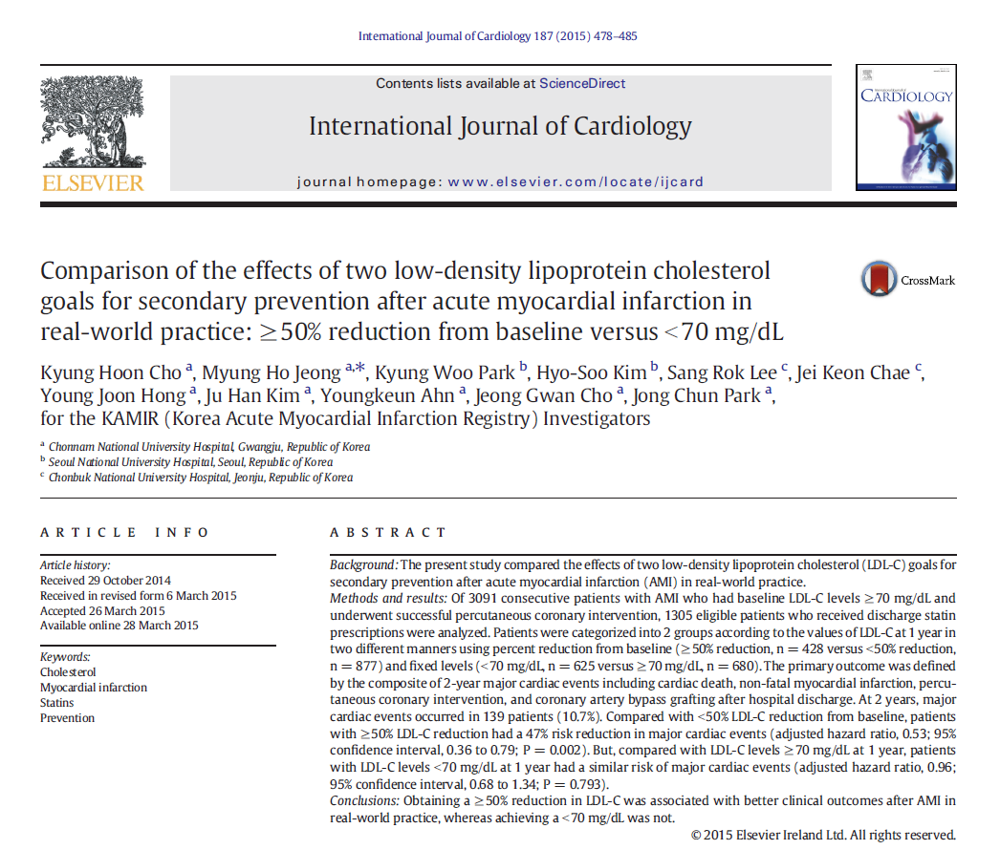 International Journal of Cardiology 187 (2015) 478–485
Contents lists available at ScienceDirect
International Journal of Cardiology
journal homepage: www.elsevier.com/locate/ijcard
ELSEVIER
CARDIOLOGY
Comparison of the effects of two low-density lipoprotein cholesterol
goals for secondary prevention after acute myocardial infarction in
real-world practice: ≥50% reduction from baseline versus <70 mg/dL
CrossMark
Kyung Hoon Cho a, Myung Ho Jeong a,*, Kyung Woo Park b, Hyo-Soo Kim b, Sang Rok Lee c, Jei Keon Chae c,
Young Joon Hong a, Ju Han Kim a, Youngkeun Ahn a, Jeong Gwan Cho a, Jong Chun Park a,
for the KAMIR (Korea Acute Myocardial Infarction Registry) Investigators
a Chonnam National University Hospital, Gwangju, Republic of Korea
b Seoul National University Hospital, Seoul, Republic of Korea
c Chonbuk National University Hospital, Jeonju, Republic of Korea
ARTICLE INFO
Article history:
Received 29 October 2014
Received in revised form 6 March 2015
Accepted 26 March 2015
Available online 28 March 2015
Keywords:
Cholesterol
Myocardial infarction
Statins
Prevention
ABSTRACT
Background: The present study compared the effects of two low-density lipoprotein cholesterol (LDL-C) goals for
secondary prevention after acute myocardial infarction (AMI) in real-world practice.
Methods and results: Of 3091 consecutive patients with AMI who had baseline LDL-C levels ≥70 mg/dL and
underwent successful percutaneous coronary intervention, 1305 eligible patients who received discharge statin
prescriptions were analyzed. Patients were categorized into 2 groups according to the values of LDL-C at 1 year in
two different manners using percent reduction from baseline (≥50% reduction, n = 428 versus <50% reduction,
n = 877) and fixed levels (<70 mg/dL, n = 625 versus ≥70 mg/dL, n = 680). The primary outcome was defined
by the composite of 2-year major cardiac events including cardiac death, non-fatal myocardial infarction, percu-
taneous coronary intervention, and coronary artery bypass grafting after hospital discharge. At 2 years, major
cardiac events occurred in 139 patients (10.7%). Compared with <50% LDL-C reduction from baseline, patients
with ≥50% LDL-C reduction had a 47% risk reduction in major cardiac events (adjusted hazard ratio, 0.53; 95%
confidence interval, 0.36 to 0.79; P = 0.002). But, compared with LDL-C levels ≥70 mg/dL at 1 year, patients
with LDL-C levels <70 mg/dL at 1 year had a similar risk of major cardiac events (adjusted hazard ratio, 0.96;
95% confidence interval, 0.68 to 1.34; P = 0.793).
Conclusions: Obtaining a ≥50% reduction in LDL-C was associated with better clinical outcomes after AMI in
real-world practice, whereas achieving a <70 mg/dL was not.
© 2015 Elsevier Ireland Ltd. All rights reserved.